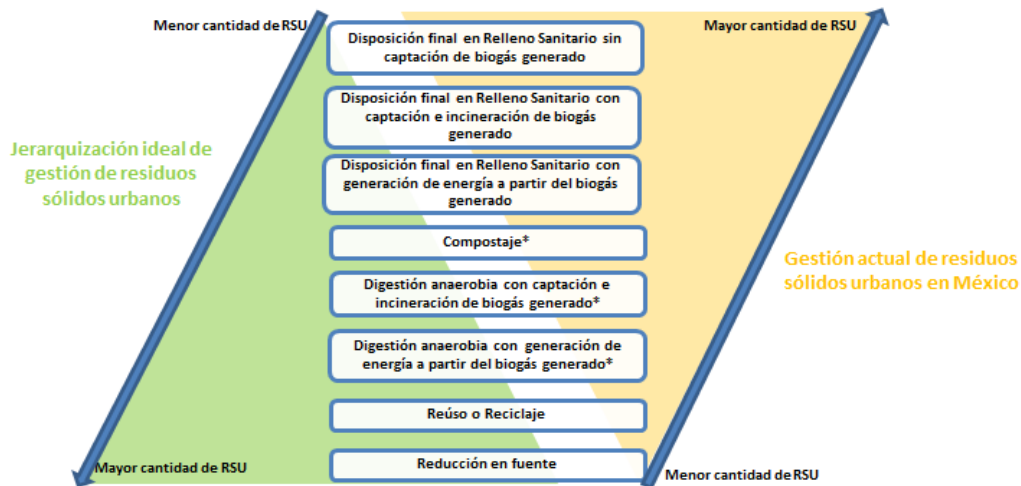 Menor cantidad de RSU
Mayor cantidad de RSU
Disposición final en Relleno Sanitario sin
captación de biogás generado
Disposición final en Relleno Sanitario con
captación e incineración de biogás
generado
Jerarquización ideal de
gestión de residuos
sólidos urbanos
Disposición final en Relleno Sanitario con
generación de energía a partir del biogás
generado
Compostaje*
Gestión actual de residuos
sólidos urbanos en México
Digestión anaerobia con captación e
incineración de biogás generado*
Digestión anaerobia con generación de
energía a partir del biogás generado*
Reúso o Reciclaje
Mayor cantidad de RSU
Reducción en fuente
Menor cantidad de RSU